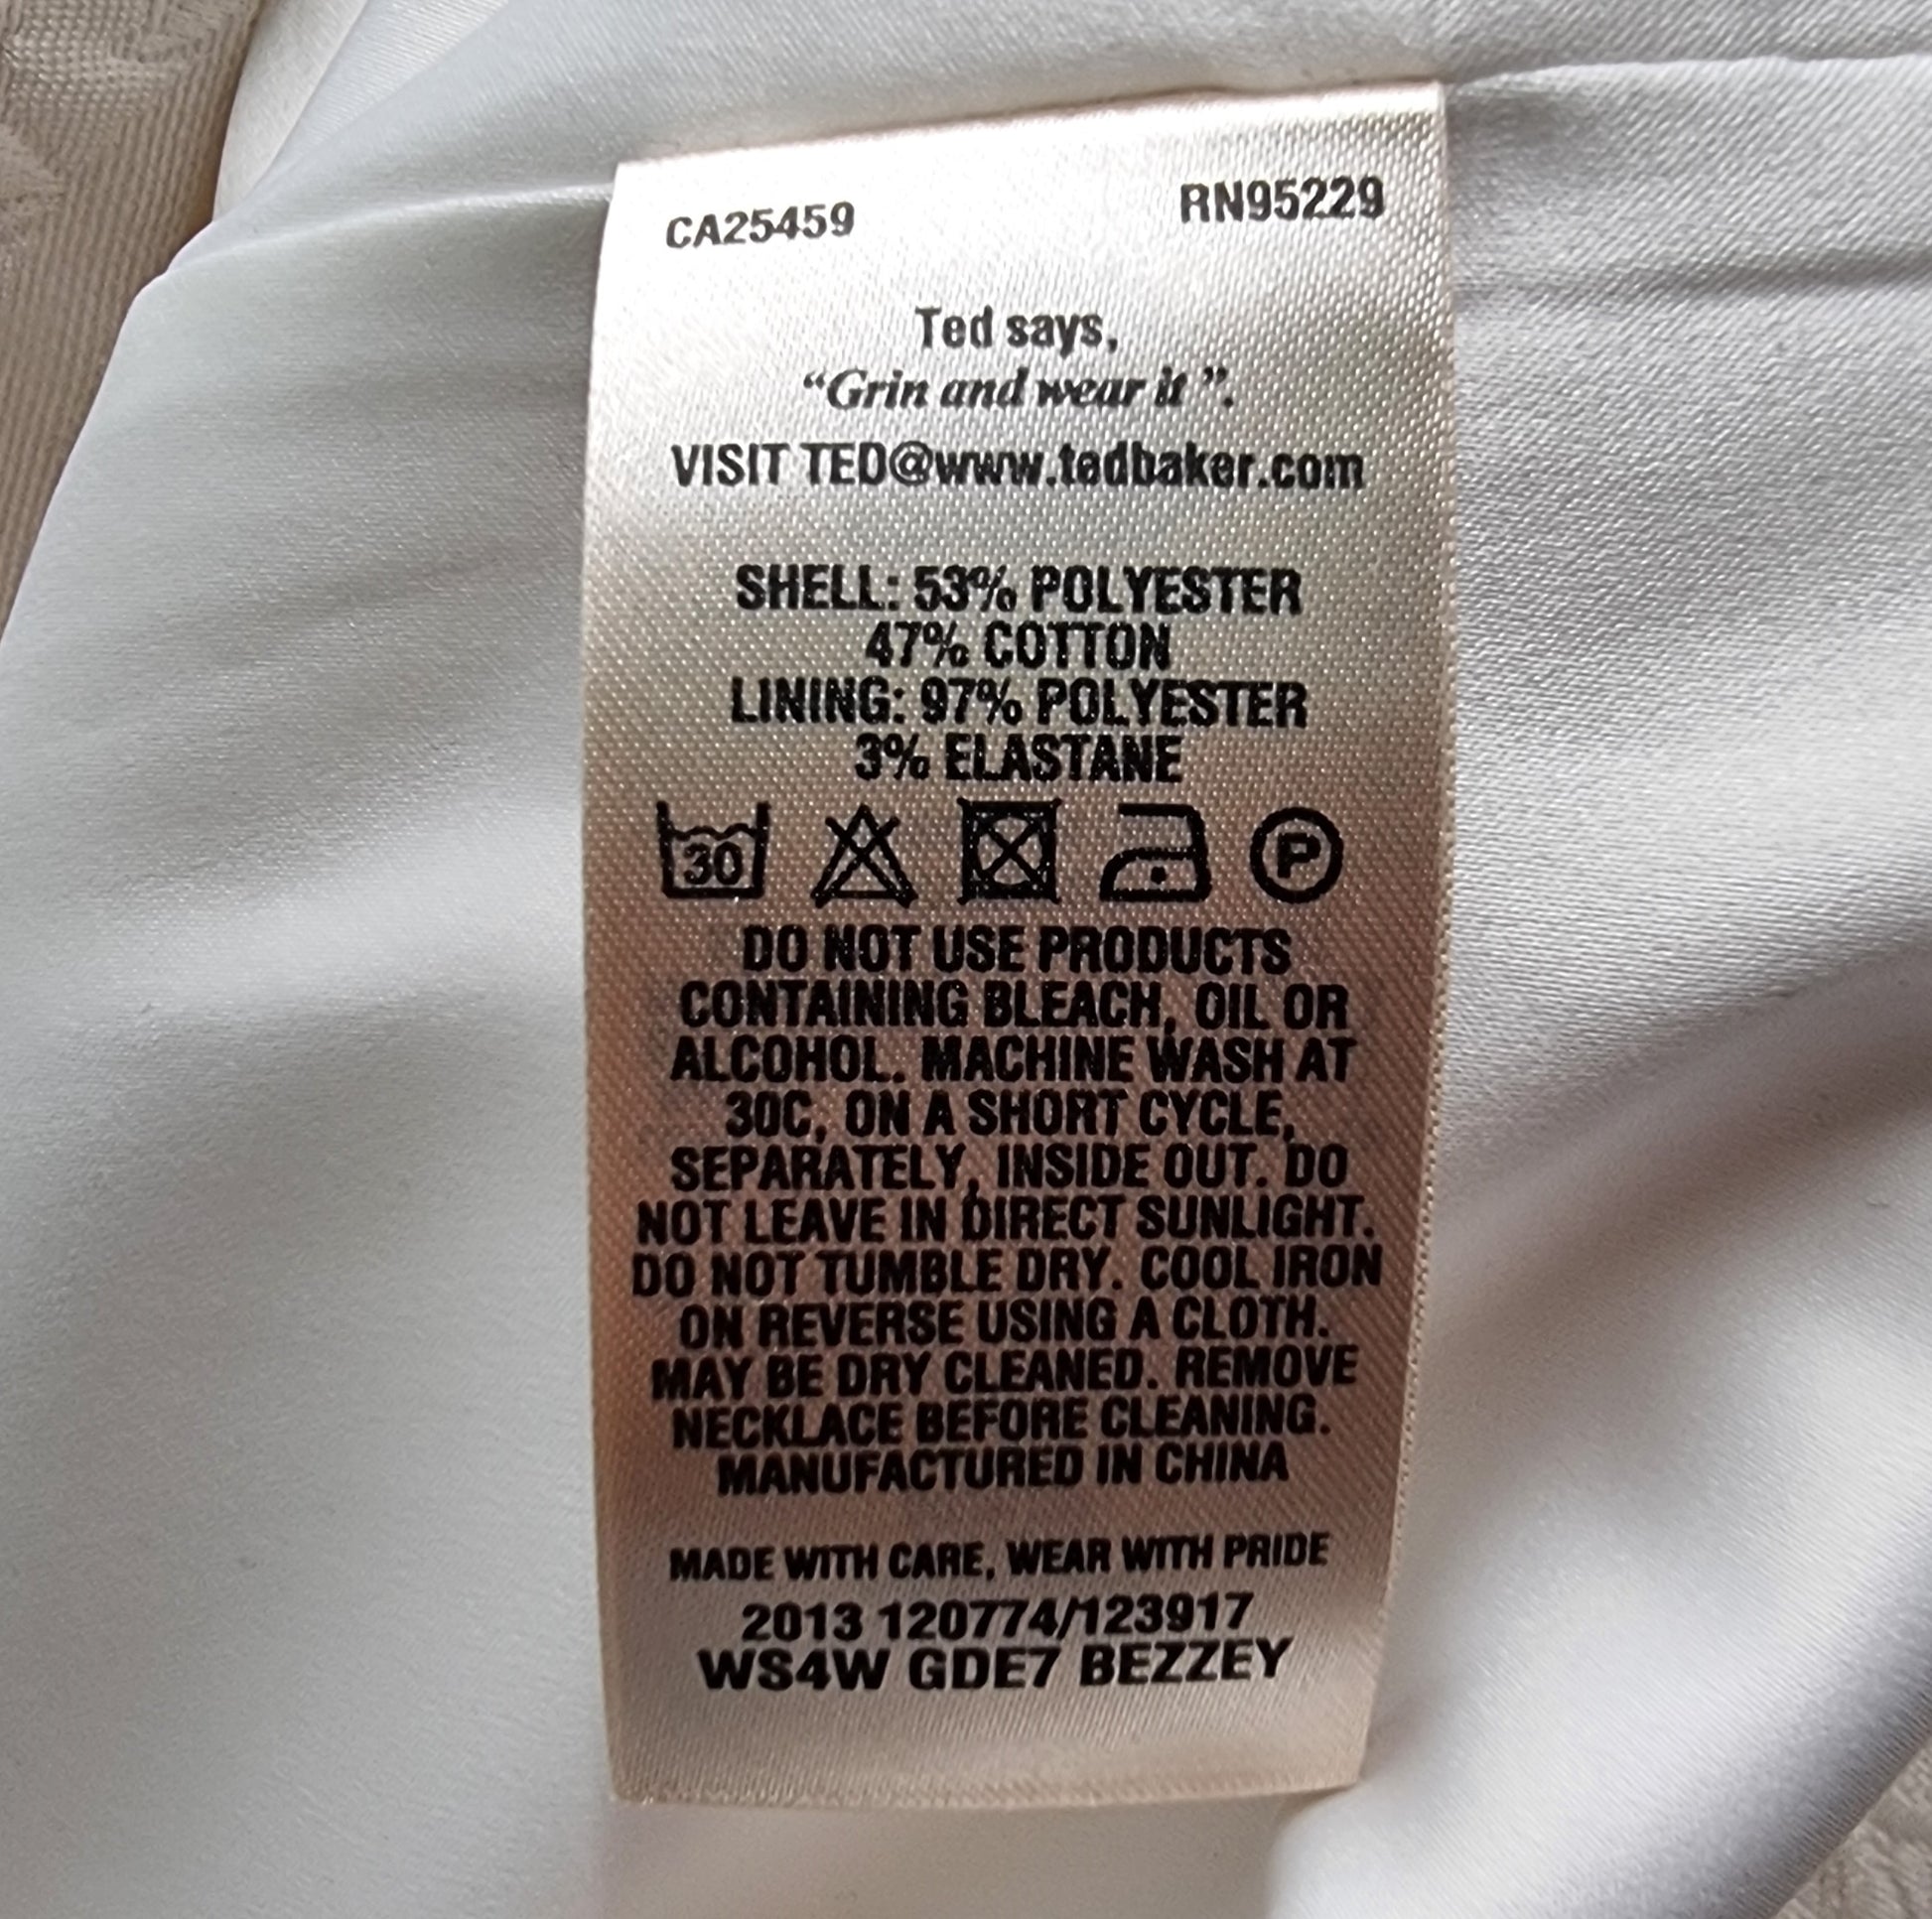 CA25459 RN95229
Ted says,
“Grin and wear it ”.
VISIT TED@www.tedbaker.com
SHELL: 53% POLYESTER
47% COTTON
LINING: 97% POLYESTER
3% ELASTANE
30 P
DO NOT USE PRODUCTS
CONTAINING BLEACH, OIL OR
ALCOHOL. MACHINE WASH AT
30C, ON A SHORT CYCLE,
SEPARATELY, INSIDE OUT. DO
NOT LEAVE IN DIRECT SUNLIGHT.
DO NOT TUMBLE DRY. COOL IRON
ON REVERSE USING A CLOTH.
MAY BE DRY CLEANED. REMOVE
NECKLACE BEFORE CLEANING.
MANUFACTURED IN CHINA
MADE WITH CARE, WEAR WITH PRIDE
2013 120774/123917
WS4W GDE7 BEZZEY